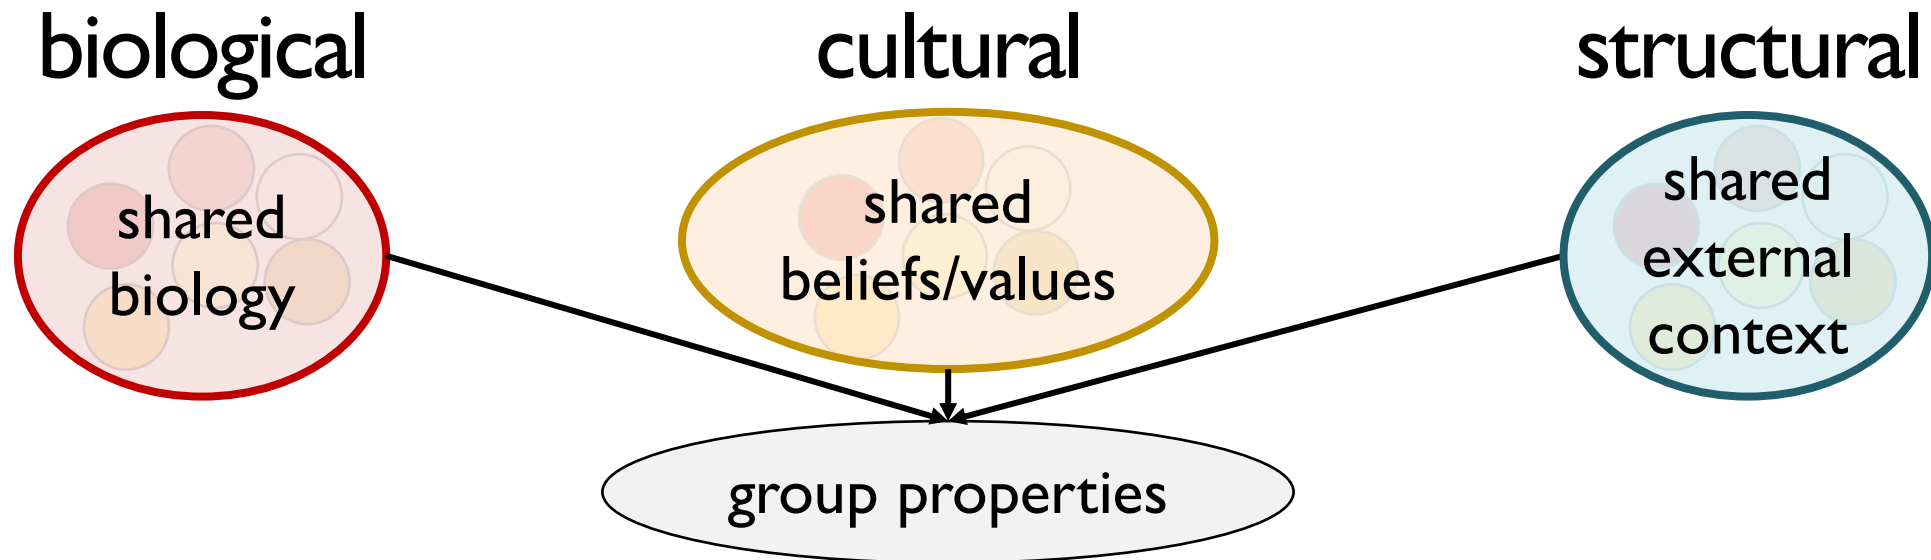 biological
cultural
structural
shared
biology
shared
beliefs/values
shared
external
context
group properties